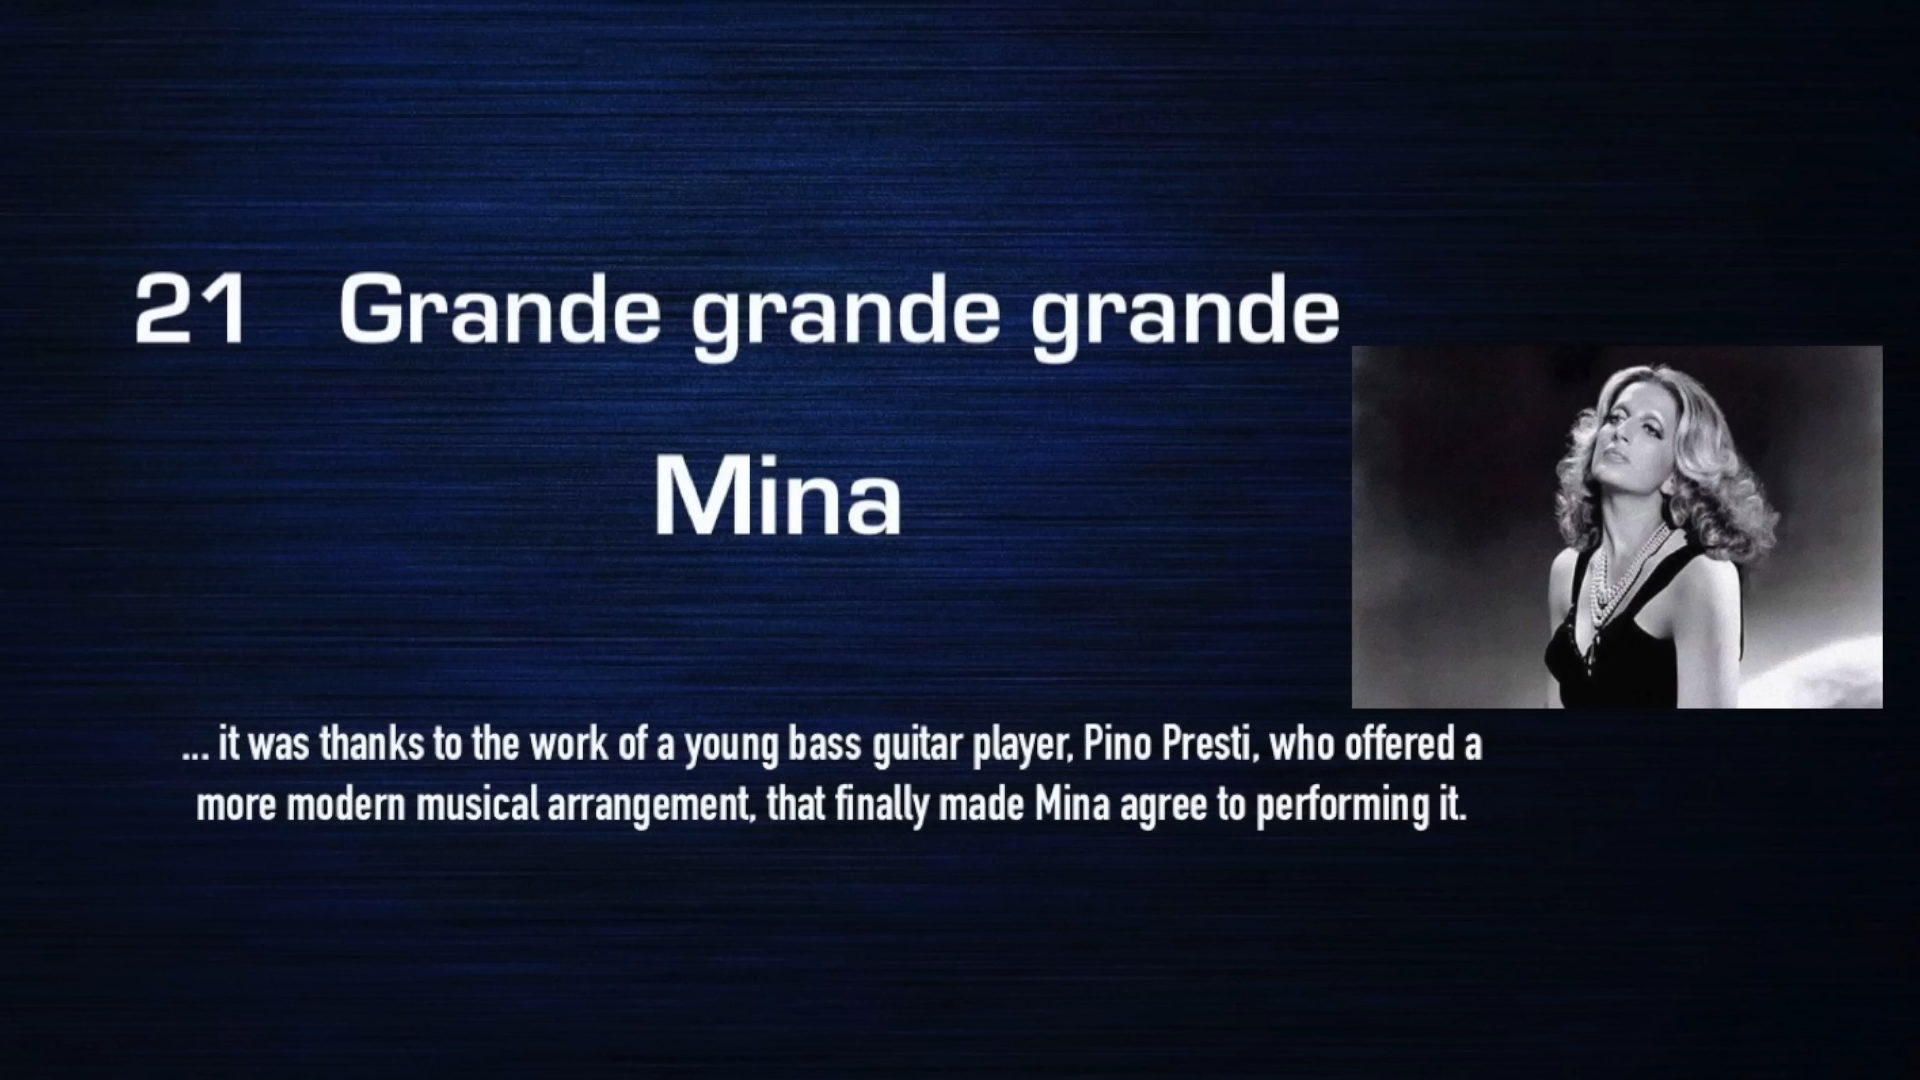 21 Grande grande grande
Mina
... it was thanks to the work of a young bass guitar player, Pino Presti, who offered a
more modern musical arrangement, that finally made Mina agree to performing it.